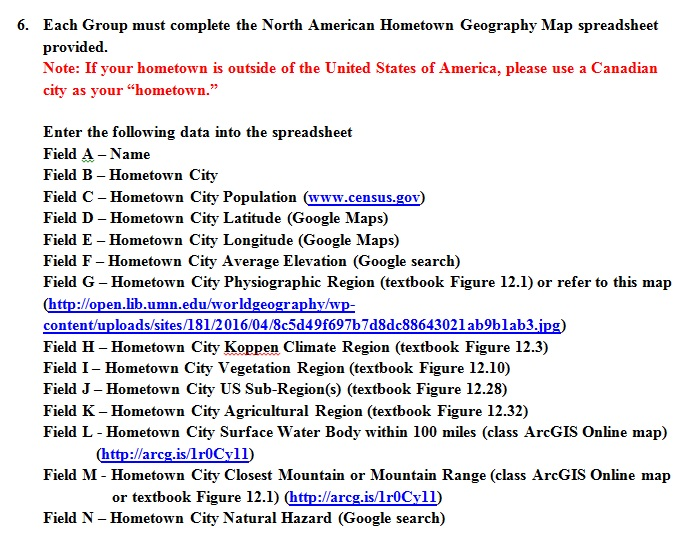 6. Each Group must complete the North American Hometown Geography Map spreadsheet
provided.
Note: If your hometown is outside of the United States of America, please use a Canadian
city as your “hometown.”
Enter the following data into the spreadsheet
Field A – Name
Field B – Hometown City
Field C – Hometown City Population (www.census.gov)
Field D – Hometown City Latitude (Google Maps)
Field E – Hometown City Longitude (Google Maps)
Field F – Hometown City Average Elevation (Google search)
Field G – Hometown City Physiographic Region (textbook Figure 12.1) or refer to this map
(http://open.lib.umn.edu/worldgeography/wp-
content/uploads/sites/181/2016/04/8c5d49f697b7d8dc88643021ab9b1ab3.jpg)
Field H – Hometown City Koppen Climate Region (textbook Figure 12.3)
Field I – Hometown City Vegetation Region (textbook Figure 12.10)
Field J – Hometown City US Sub-Region(s) (textbook Figure 12.28)
Field K – Hometown City Agricultural Region (textbook Figure 12.32)
Field L - Hometown City Surface Water Body within 100 miles (class ArcGIS Online map)
(http://arcg.is/1r0Cy11)
Field M - Hometown City Closest Mountain or Mountain Range (class ArcGIS Online map
or textbook Figure 12.1) (http://arcg.is/1r0Cy11)
Field N – Hometown City Natural Hazard (Google search)